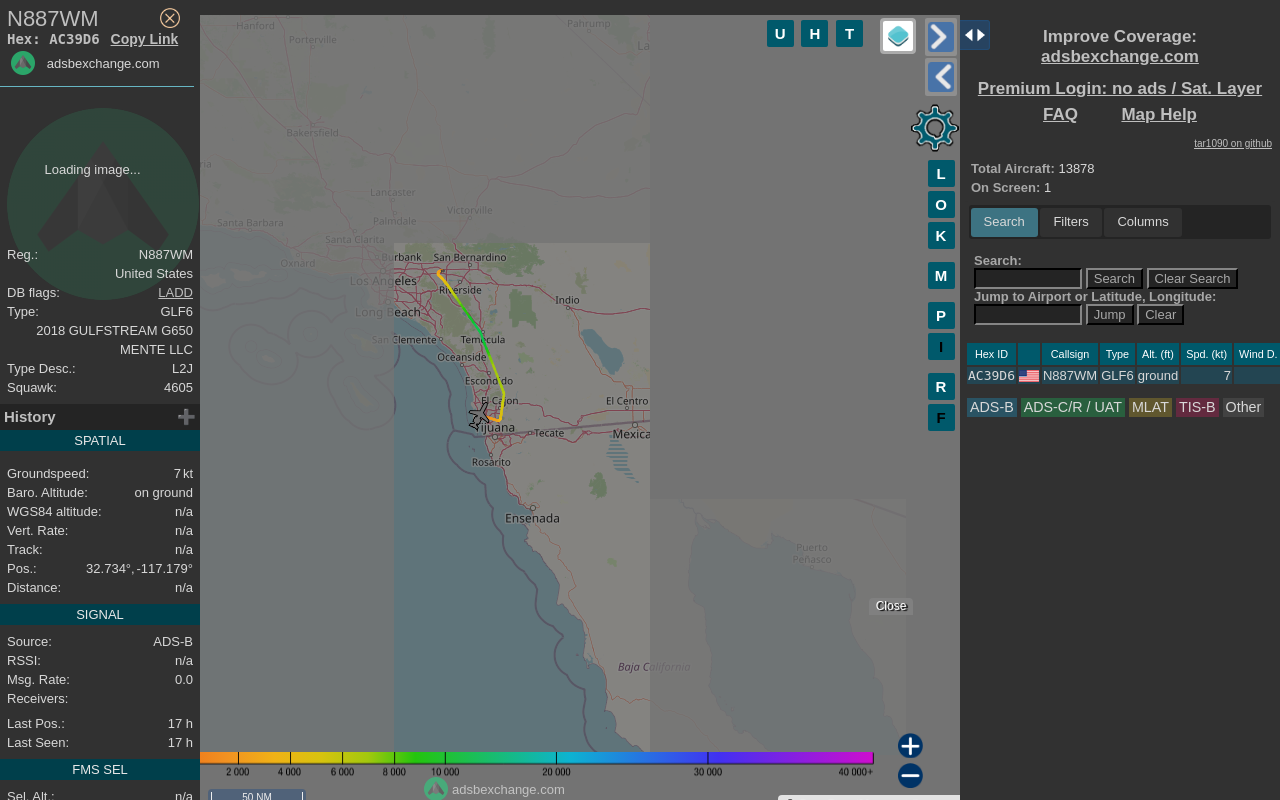 N887WM
Hex: AC39D6 Copy Link
adsbexchange.com
Loading image...
Reg.: N887WM
United States
DB flags: LADD
Type: GLF6
2018 GULFSTREAM G650
MENTE LLC
Type Desc.: L2J
Squawk: 4605
History
SPATIAL
Groundspeed: 7 kt
Baro. Altitude: on ground
WGS84 altitude: n/a
Vert. Rate: n/a
Track: n/a
Pos.: 32.734°, -117.179°
Distance: n/a
SIGNAL
Source: ADS-B
RSSI: n/a
Msg. Rate: 0.0
Receivers:
Last Pos.: 17 h
Last Seen: 17 h
FMS SEL
Sel. Alt.: n/a
Hanford
Porterville
Pahrump
La
Bakersfield
Lancaster
Palmdale
Victorville
Santa Barbara
Santa Clarita
Oxnard
Burbank
San Bernardino
Los Angeles
Riverside
Indio
Long Beach
San Clemente
Temecula
Oceanside
Escondido
El Cajon
El Centro
Tijuana
Tecate
Mexica
Rosarito
Ensenada
Puerto
Peñasco
Baja California
U H T
L
O
K
M
P
I
R
F
Close
2 000 4 000 6 000 8 000 10 000 20 000 30 000 40 000+
adsbexchange.com
50 NM
Improve Coverage:
adsbexchange.com
Premium Login: no ads / Sat. Layer
FAQ Map Help
tar1090 on github
Total Aircraft: 13878
On Screen: 1
Search Filters Columns
Search:
Search Clear Search
Jump to Airport or Latitude, Longitude:
Jump Clear
Hex ID Callsign Type Alt. (ft) Spd. (kt) Wind D.
AC39D6 N887WM GLF6 ground 7
ADS-B ADS-C/R / UAT MLAT TIS-B Other